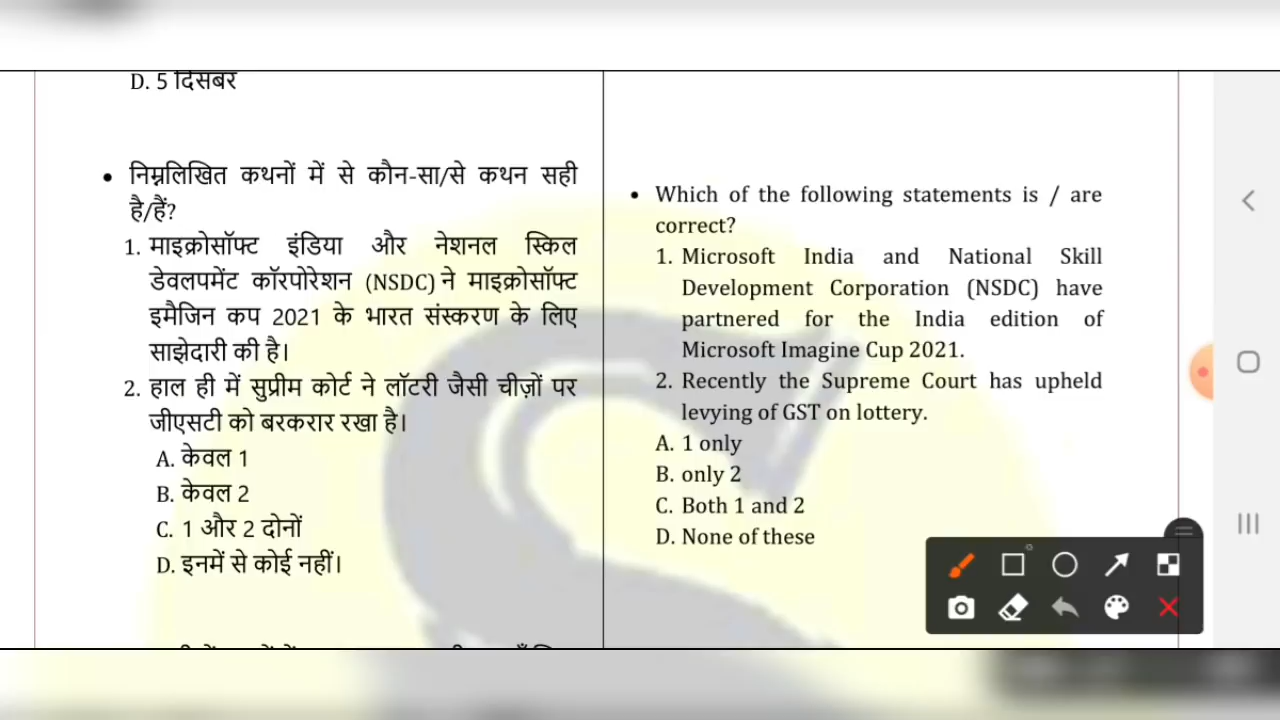 D. 5 दिसंबर
• निम्नलिखित कथनों में से कौन-सा/से कथन सही
है/हैं?
1. माइक्रोसॉफ्ट इंडिया और नेशनल स्किल
डेवलपमेंट कॉरपोरेशन (NSDC) ने माइक्रोसॉफ्ट
इमैजिन कप 2021 के भारत संस्करण के लिए
साझेदारी की है।
2. हाल ही में सुप्रीम कोर्ट ने लॉटरी जैसी चीज़ों पर
जीएसटी को बरकरार रखा है।
A. केवल 1
B. केवल 2
C. 1 और 2 दोनों
D. इनमें से कोई नहीं।
• Which of the following statements is / are
correct?
1. Microsoft India and National Skill
Development Corporation (NSDC) have
partnered for the India edition of
Microsoft Imagine Cup 2021.
2. Recently the Supreme Court has upheld
levying of GST on lottery.
A. 1 only
B. only 2
C. Both 1 and 2
D. None of these